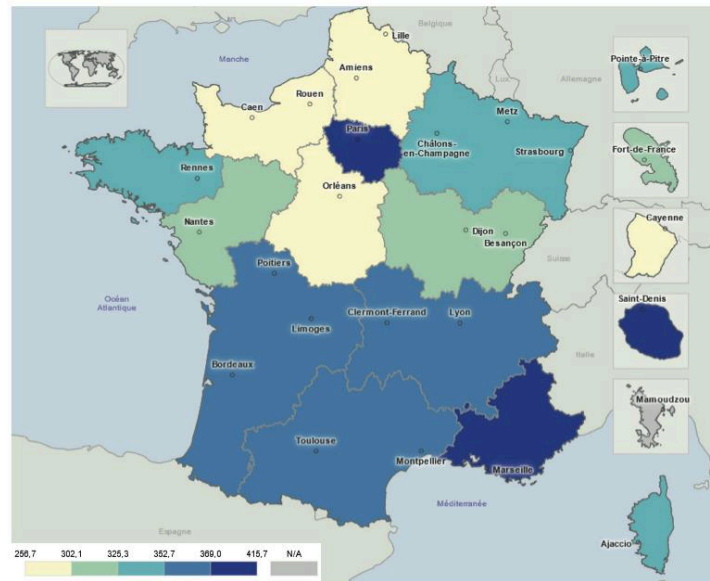 Belgique
Lille
Manche
Pointe-à-Pitre
Lux.
Allemagne
Amiens
Rouen
Caen
Metz
Paris
Châlons-
en-Champagne
Strasbourg
Fort-de-France
Rennes
Orléans
Nantes
Dijon
Besançon
Cayenne
Suisse
Poitiers
Océan
Atlantique
Saint-Denis
Clermont-Ferrand
Lyon
Limoges
Italie
Bordeaux
Mamoudzou
Toulouse
Montpellier
Marseille
Méditerranée
Espagne
Ajaccio
256,7 302,1 325,3 352,7 369,0 415,7 N/A